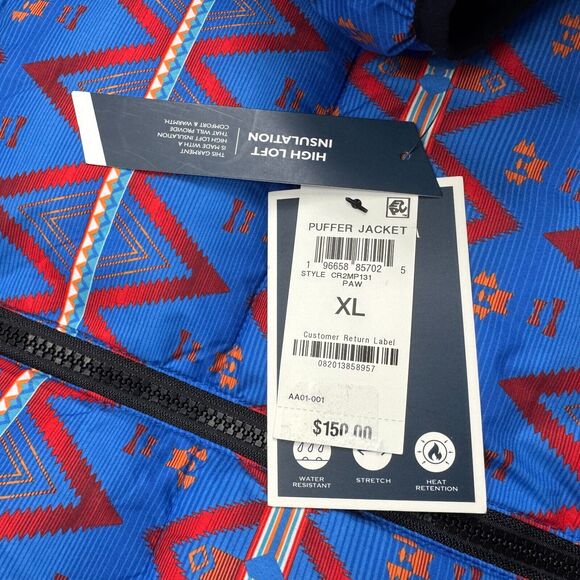 HIGH LOFT
INSULATION
THIS GARMENT
IS MADE WITH A
HIGH LOFT INSULATION
THAT WILL PROVIDE
COMFORT & WARMTH.
PUFFER JACKET
1 96658 85702 5
STYLE CR2MP131
PAW
XL
Customer Return Label
082013858957
AA01-001
$150.00
WATER
RESISTANT
STRETCH
HEAT
RETENTION